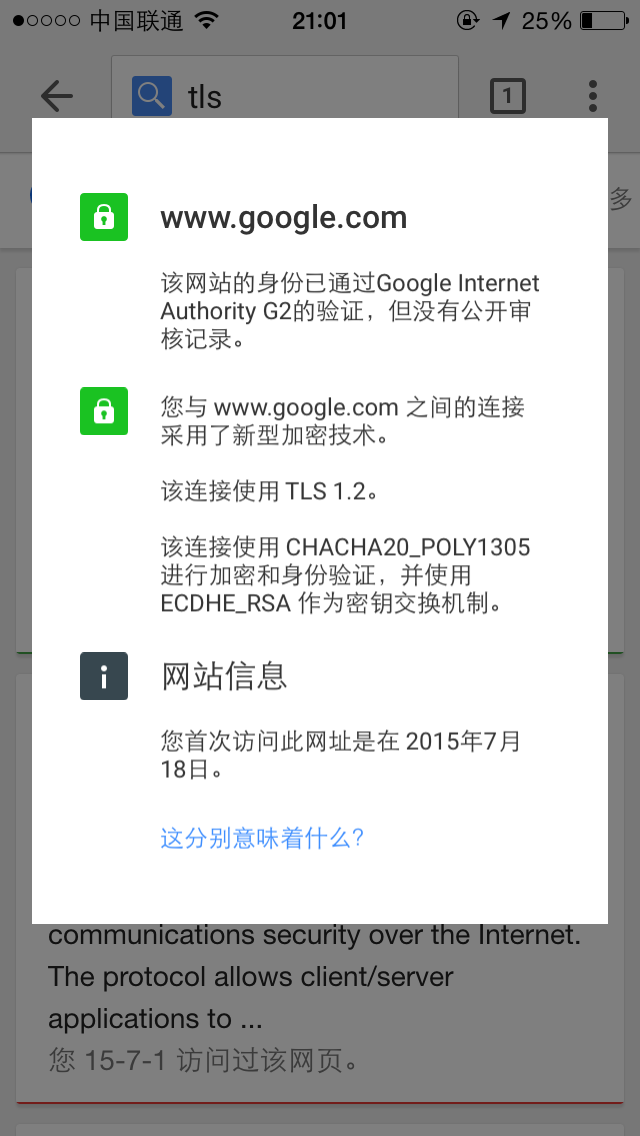 中国联通
21:01
25%
tls
1
多
www.google.com
该网站的身份已通过Google Internet
Authority G2的验证，但没有公开审
核记录。
您与 www.google.com 之间的连接
采用了新型加密技术。
该连接使用 TLS 1.2。
该连接使用 CHACHA20_POLY1305
进行加密和身份验证，并使用
ECDHE_RSA 作为密钥交换机制。
网站信息
您首次访问此网址是在 2015年7月
18日。
这分别意味着什么?
communications security over the Internet.
The protocol allows client/server
applications to ...
您 15-7-1 访问过该网页。